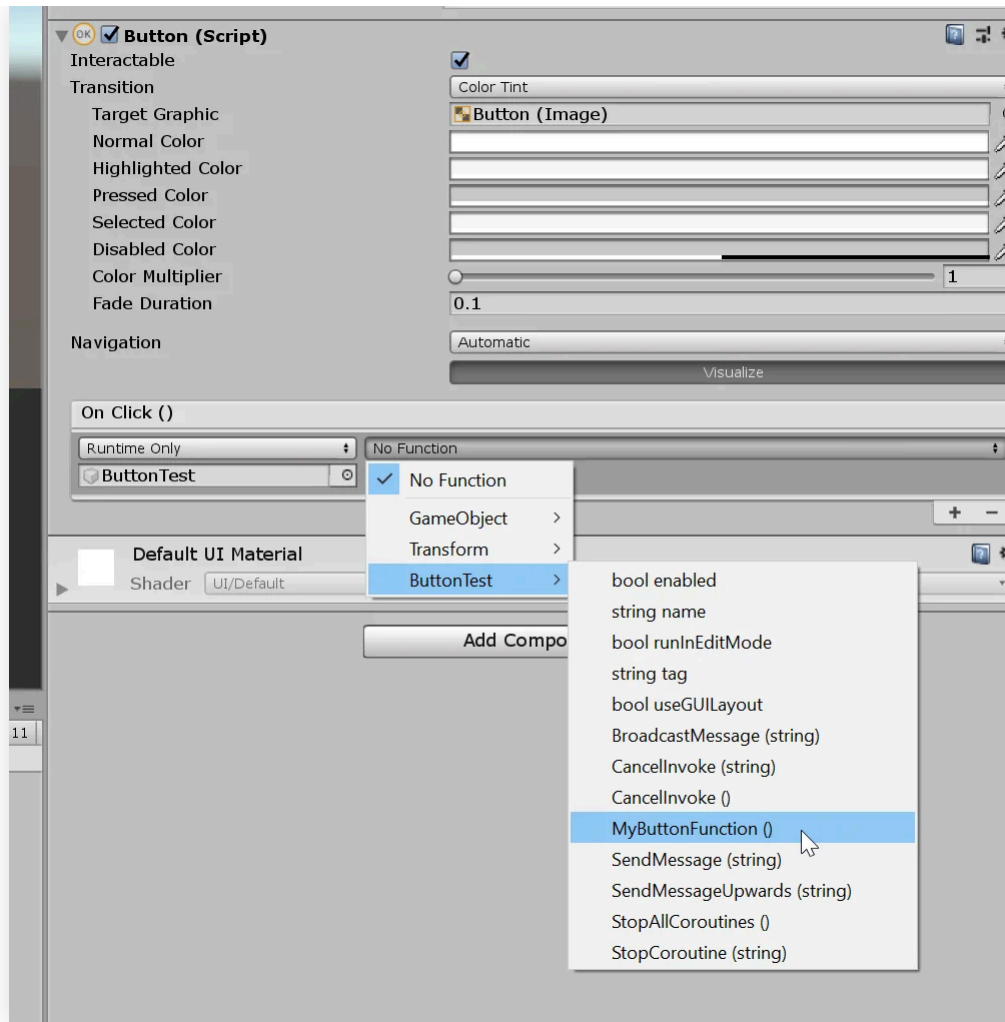 OK Button (Script)
Interactable
Transition Color Tint
Target Graphic Button (Image)
Normal Color
Highlighted Color
Pressed Color
Selected Color
Disabled Color
Color Multiplier 1
Fade Duration 0.1
Navigation Automatic
Visualize
On Click ()
Runtime Only No Function
ButtonTest
No Function
GameObject
Transform
ButtonTest
Default UI Material
Shader UI/Default
Add Compo
bool enabled
string name
bool runInEditMode
string tag
bool useGUILayout
BroadcastMessage (string)
CancelInvoke (string)
CancelInvoke ()
MyButtonFunction ()
SendMessage (string)
SendMessageUpwards (string)
StopAllCoroutines ()
StopCoroutine (string)
11